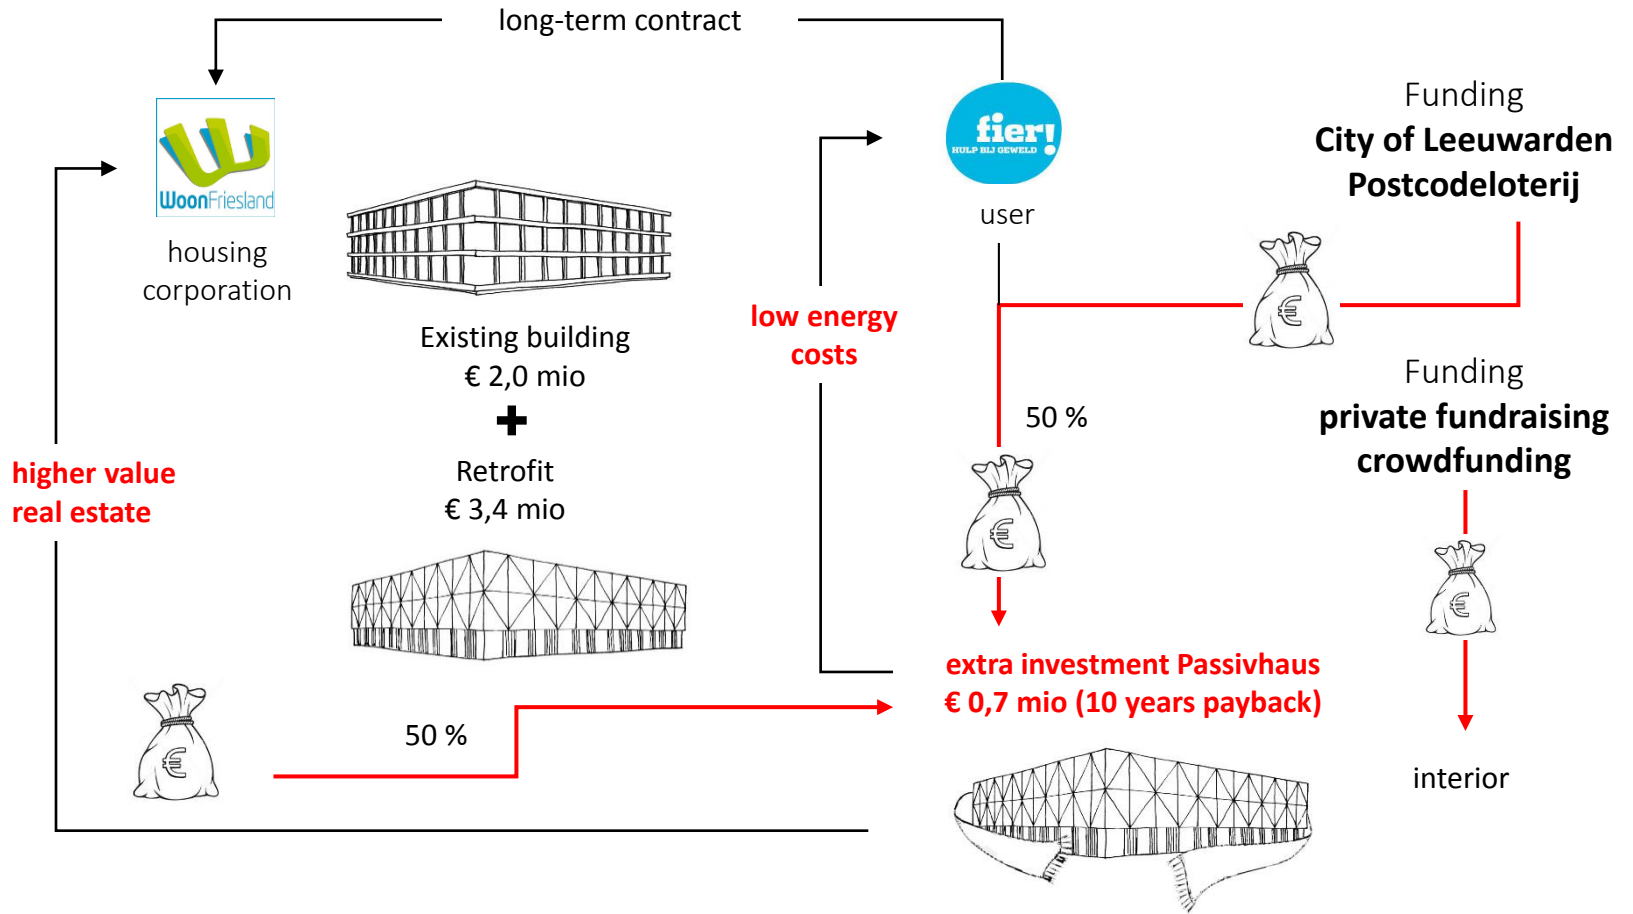 long-term contract
WoonFriesland
housing
corporation
fier!
HULP BIJ GEWELD
user
Funding
City of Leeuwarden
Postcodeloterij
Existing building
€ 2,0 mio
Retrofit
€ 3,4 mio
low energy
costs
50 %
€
€
Funding
private fundraising
crowdfunding
€
interior
higher value
real estate
€
50 %
extra investment Passivhaus
€ 0,7 mio (10 years payback)